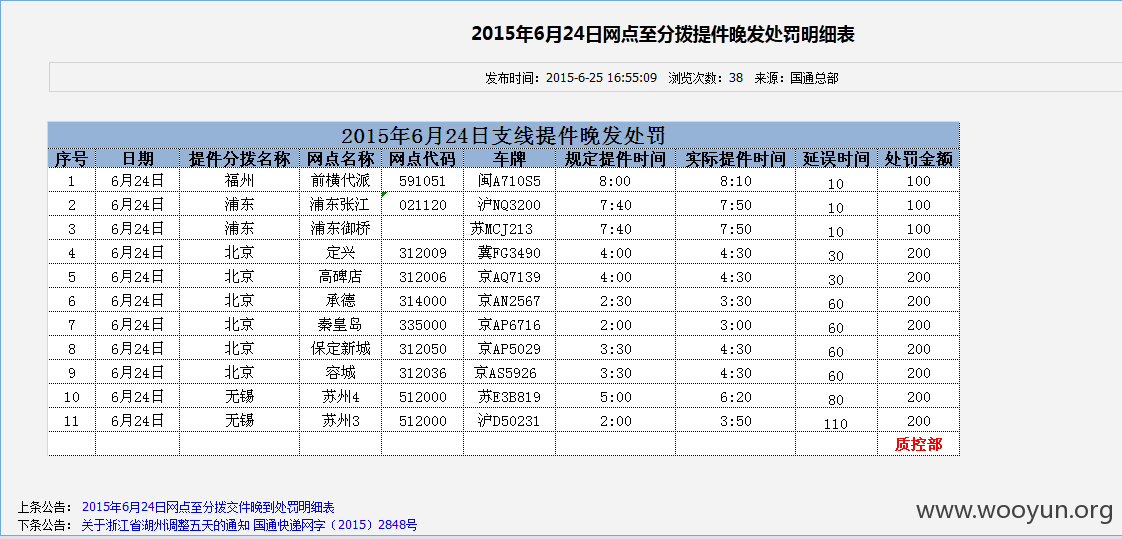 2015年6月24日网点至分拨提件晚发处罚明细表
发布时间：2015-6-25 16:55:09 浏览次数：38 来源：国通总部
2015年6月24日支线提件晚发处罚
序号 日期 提件分拨名称 网点名称 网点代码 车牌 规定提件时间 实际提件时间 延误时间 处罚金额
1 6月24日 福州 前横代派 591051 闽A710S5 8:00 8:10 10 100
2 6月24日 浦东 浦东张江 021120 沪NQ3200 7:40 7:50 10 100
3 6月24日 浦东 浦东御桥 苏MCJ213 7:40 7:50 10 100
4 6月24日 北京 定兴 312009 冀FG3490 4:00 4:30 30 200
5 6月24日 北京 高碑店 312006 京AQ7139 4:00 4:30 30 200
6 6月24日 北京 承德 314000 京AN2567 2:30 3:30 60 200
7 6月24日 北京 秦皇岛 335000 京AP6716 2:00 3:00 60 200
8 6月24日 北京 保定新城 312050 京AP5029 3:30 4:30 60 200
9 6月24日 北京 容城 312036 京AS5926 3:30 4:30 60 200
10 6月24日 无锡 苏州4 512000 苏E3B819 5:00 6:20 80 200
11 6月24日 无锡 苏州3 512000 沪D50231 2:00 3:50 110 200
质控部
上条公告： 2015年6月24日网点至分拨交件晚到处罚明细表
下条公告： 关于浙江省湖州调整五天的通知 国通快递网字（2015）2848号
www.wooyun.org